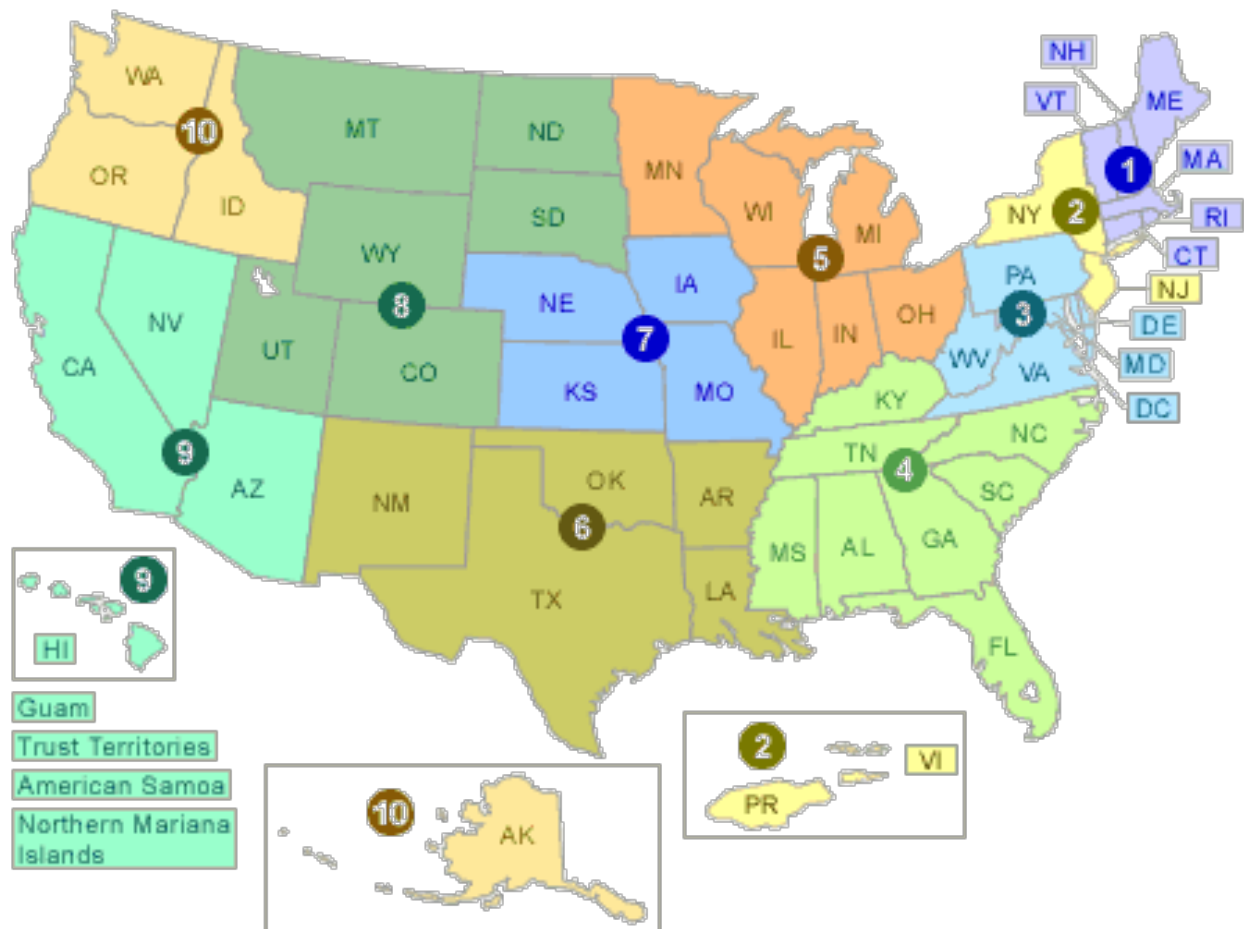 NH
WA
VT
ME
10
MT
ND
MN
MA
OR
ID
WI
1
SD
NY
2
RI
MI
WY
5
CT
PA
NE
IA
NJ
NV
8
3
OH
DE
UT
7
IL
IN
CA
CO
WV
VA
MD
KS
MO
KY
DC
9
TN
NC
4
AZ
OK
SC
NM
AR
6
GA
MS
AL
9
TX
LA
HI
FL
Guam
Trust Territories
2
VI
American Samoa
10
PR
Northern Mariana
Islands
AK